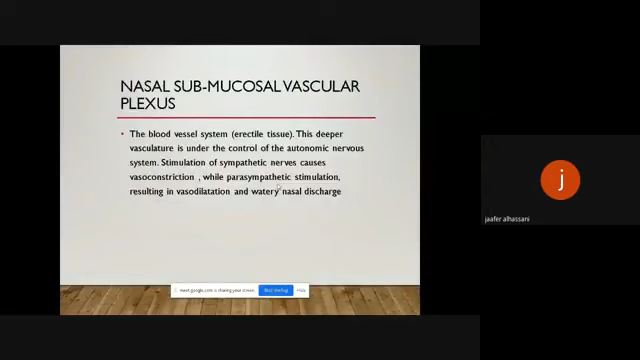 NASAL SUB-MUCOSAL VASCULAR
PLEXUS
• The blood vessel system (erectile tissue). This deeper
vasculature is under the control of the autonomic nervous
system. Stimulation of sympathetic nerves causes
vasoconstriction , while parasympathetic stimulation,
resulting in vasodilatation and watery nasal discharge
j
jaafer alhassani
meet.google.com is sharing your screen.
Stop sharing
Hide